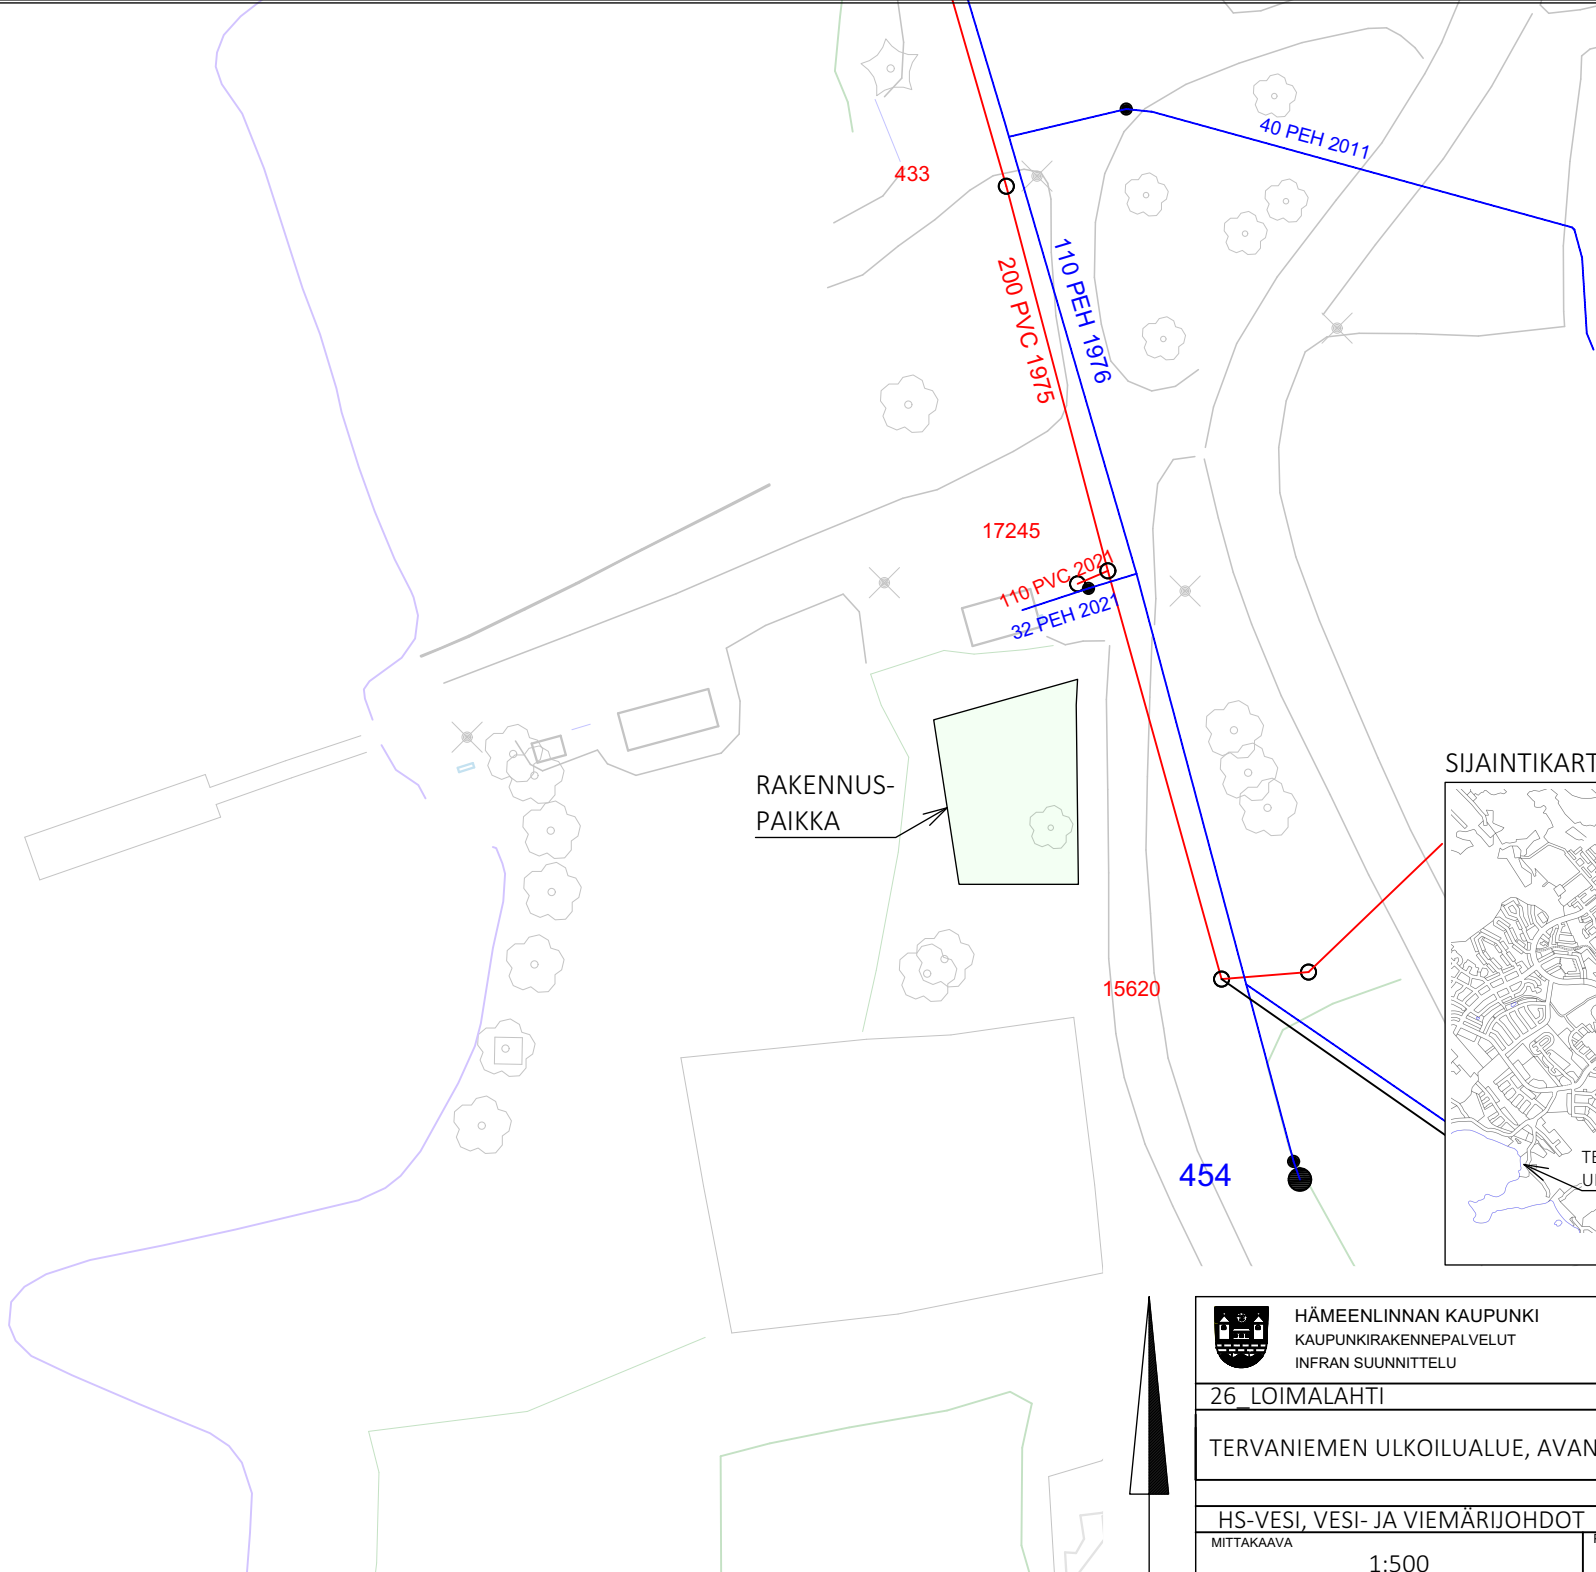 40 PEH 2011
433
110 PEH 1976
200 PVC 1975
17245
110 PVC 2021
32 PEH 2021
RAKENNUS-
PAIKKA
SIJAINTIKART
15620
454
HÄMEENLINNAN KAUPUNKI
KAUPUNKIRAKENNEPALVELUT
INFRAN SUUNNITTELU
26_LOIMALAHTI
TERVANIEMEN ULKOILUALUE, AVAN
HS-VESI, VESI- JA VIEMÄRIJOHDOT
MITTAKAAVA
1:500